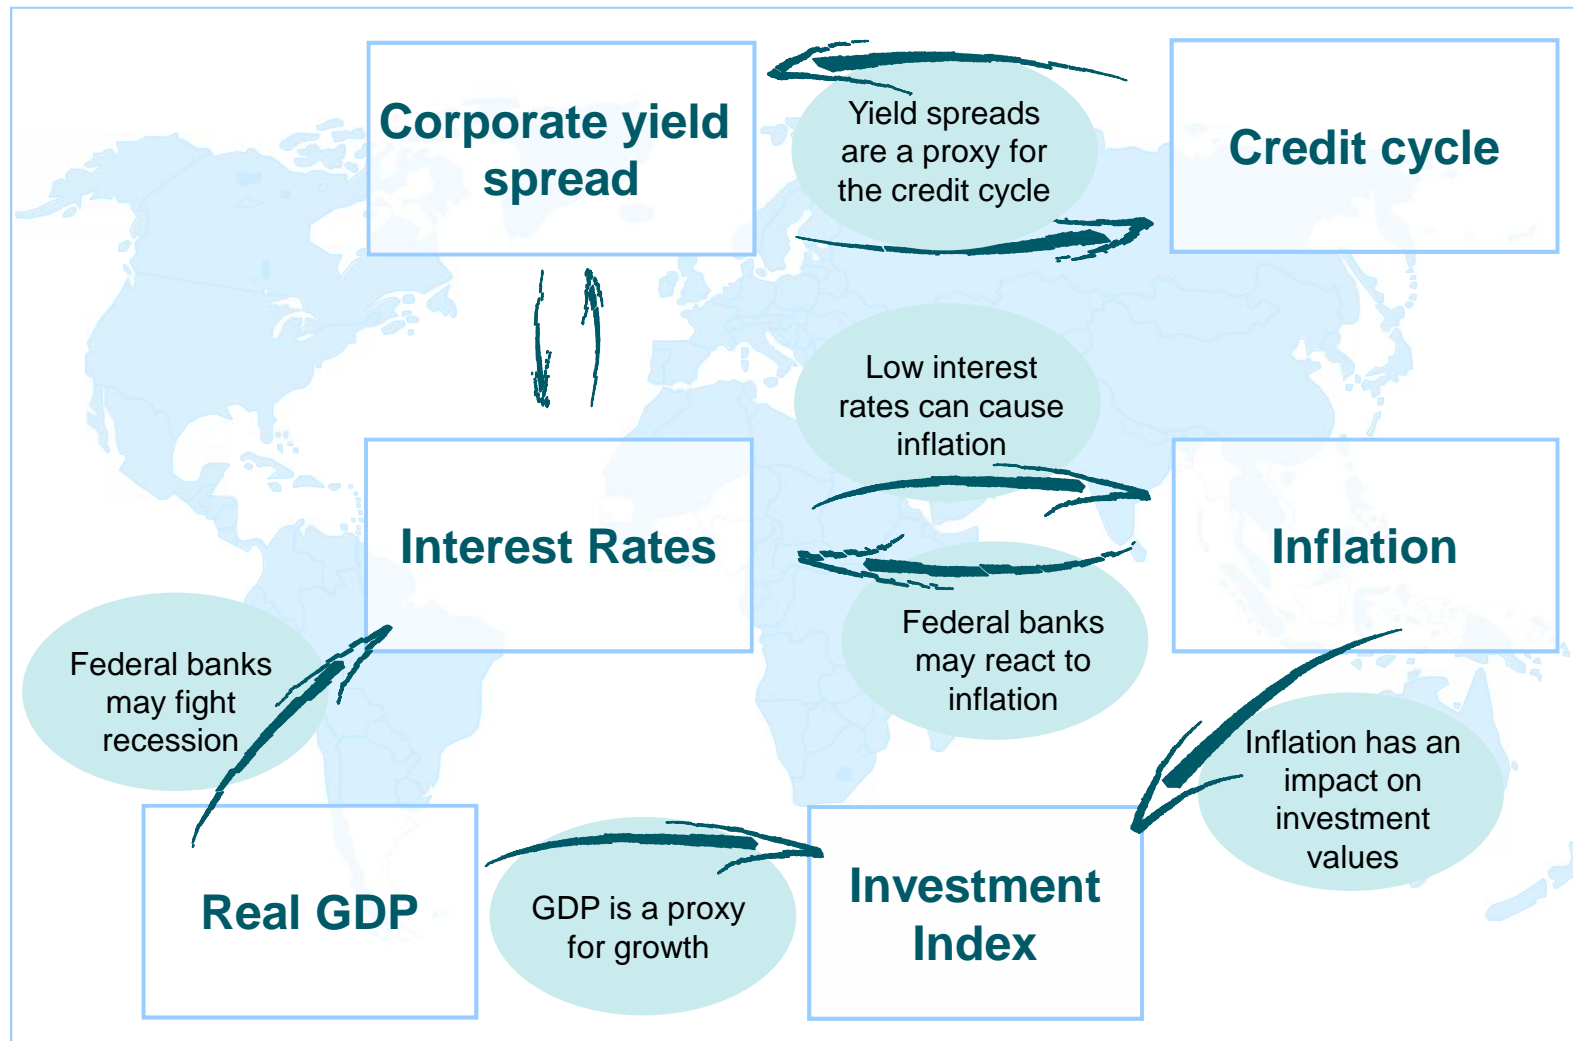 Corporate yield
spread
Yield spreads
are a proxy for
the credit cycle
Credit cycle
Low interest
rates can cause
inflation
Interest Rates
Inflation
Federal banks
may react to
inflation
Federal banks
may fight
recession
Inflation has an
impact on
investment
values
Real GDP
GDP is a proxy
for growth
Investment
Index